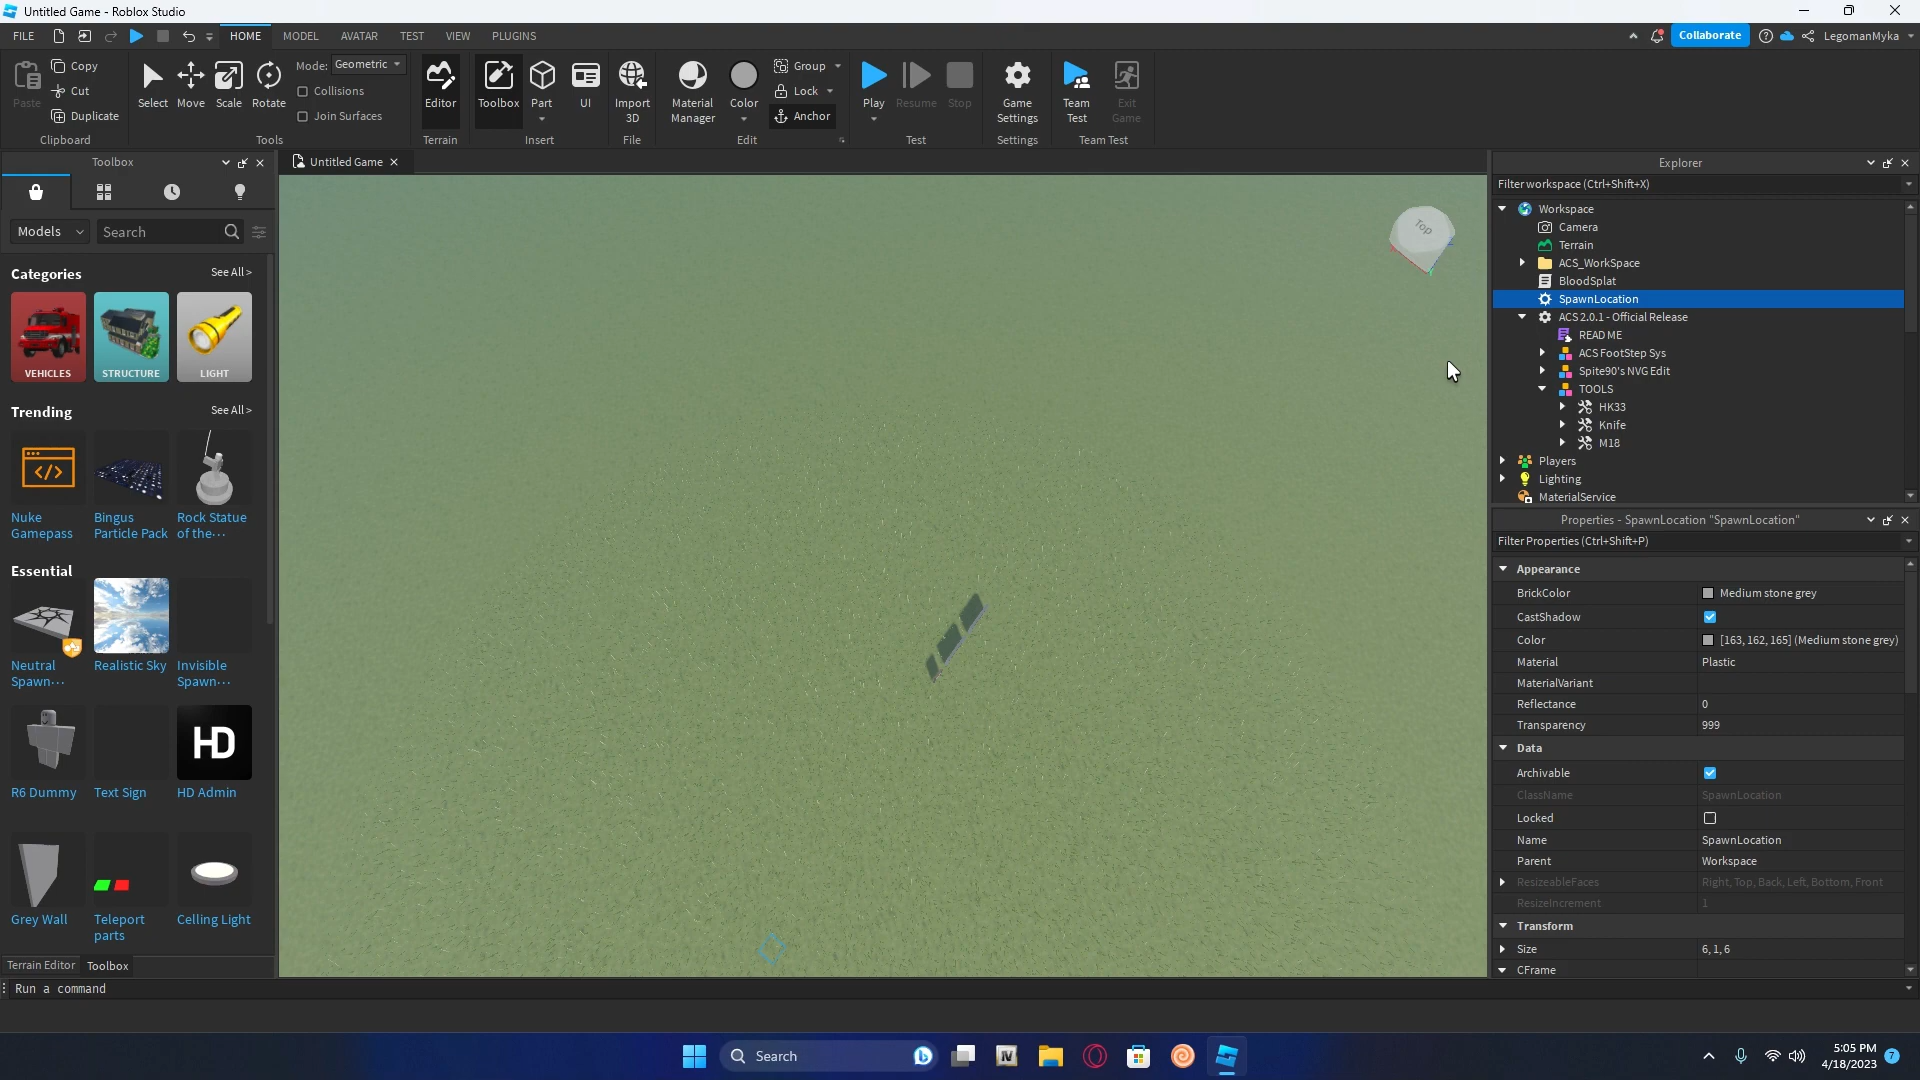 Untitled Game - Roblox Studio
FILE HOME MODEL AVATAR TEST VIEW PLUGINS Collaborate LegomanMyka
Paste Copy Cut Duplicate Clipboard
Select Move Scale Rotate Mode: Geometric Collisions Join Surfaces Tools
Editor Terrain
Toolbox Part UI Insert
Import 3D File
Material Manager Color Group Lock Anchor Edit
Play Resume Stop Test
Game Settings Settings
Team Test Exit Game Team Test
Toolbox
Untitled Game
Models Search
Categories See All >
VEHICLES STRUCTURE LIGHT
Trending See All >
Nuke Gamepass
Bingus Particle Pack
Rock Statue of the...
Essential
Neutral Spawn...
Realistic Sky
Invisible Spawn...
HD
R6 Dummy Text Sign HD Admin
Grey Wall
Teleport parts
Celling Light
Terrain Editor Toolbox
Run a command
Top
Explorer
Filter workspace (Ctrl+Shift+X)
Workspace
Camera
Terrain
ACS_WorkSpace
BloodSplat
SpawnLocation
ACS 2.0.1 - Official Release
READ ME
ACS FootStep Sys
Spite90's NVG Edit
TOOLS
HK33
Knife
M18
Players
Lighting
MaterialService
Properties - SpawnLocation "SpawnLocation"
Filter Properties (Ctrl+Shift+P)
Appearance
BrickColor Medium stone grey
CastShadow
Color [163, 162, 165] (Medium stone grey)
Material Plastic
MaterialVariant
Reflectance 0
Transparency 999
Data
Archivable
ClassName SpawnLocation
Locked
Name SpawnLocation
Parent Workspace
ResizeableFaces Right, Top, Back, Left, Bottom, Front
ResizeIncrement 1
Transform
Size 6, 1, 6
CFrame
Search
5:05 PM
4/18/2023 7